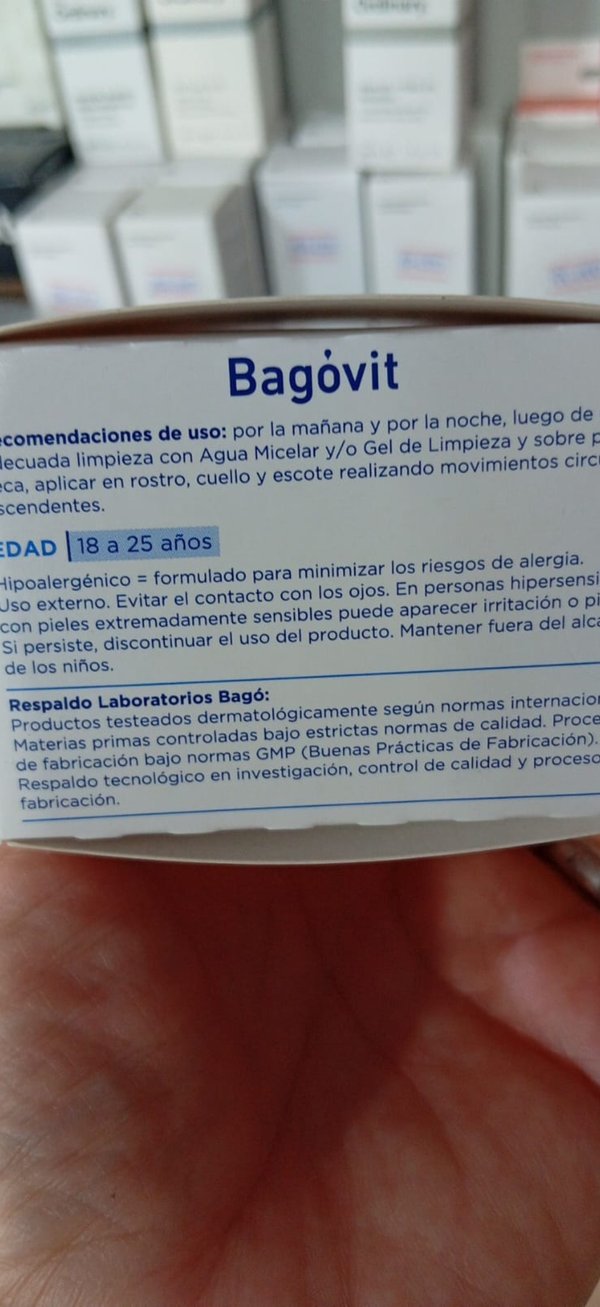 Bagóvit
comendaciones de uso: por la mañana y por la noche, luego de
decuada limpieza con Agua Micelar y/o Gel de Limpieza y sobre p
eca, aplicar en rostro, cuello y escote realizando movimientos circu
scendentes.
EDAD 18 a 25 años
Hipoalergénico = formulado para minimizar los riesgos de alergia.
Uso externo. Evitar el contacto con los ojos. En personas hipersensi
con pieles extremadamente sensibles puede aparecer irritación o pi
Si persiste, discontinuar el uso del producto. Mantener fuera del alca
de los niños.
Respaldo Laboratorios Bagó:
Productos testeados dermatológicamente según normas internacion
Materias primas controladas bajo estrictas normas de calidad. Proce
de fabricación bajo normas GMP (Buenas Prácticas de Fabricación).
Respaldo tecnológico en investigación, control de calidad y proceso
fabricación.